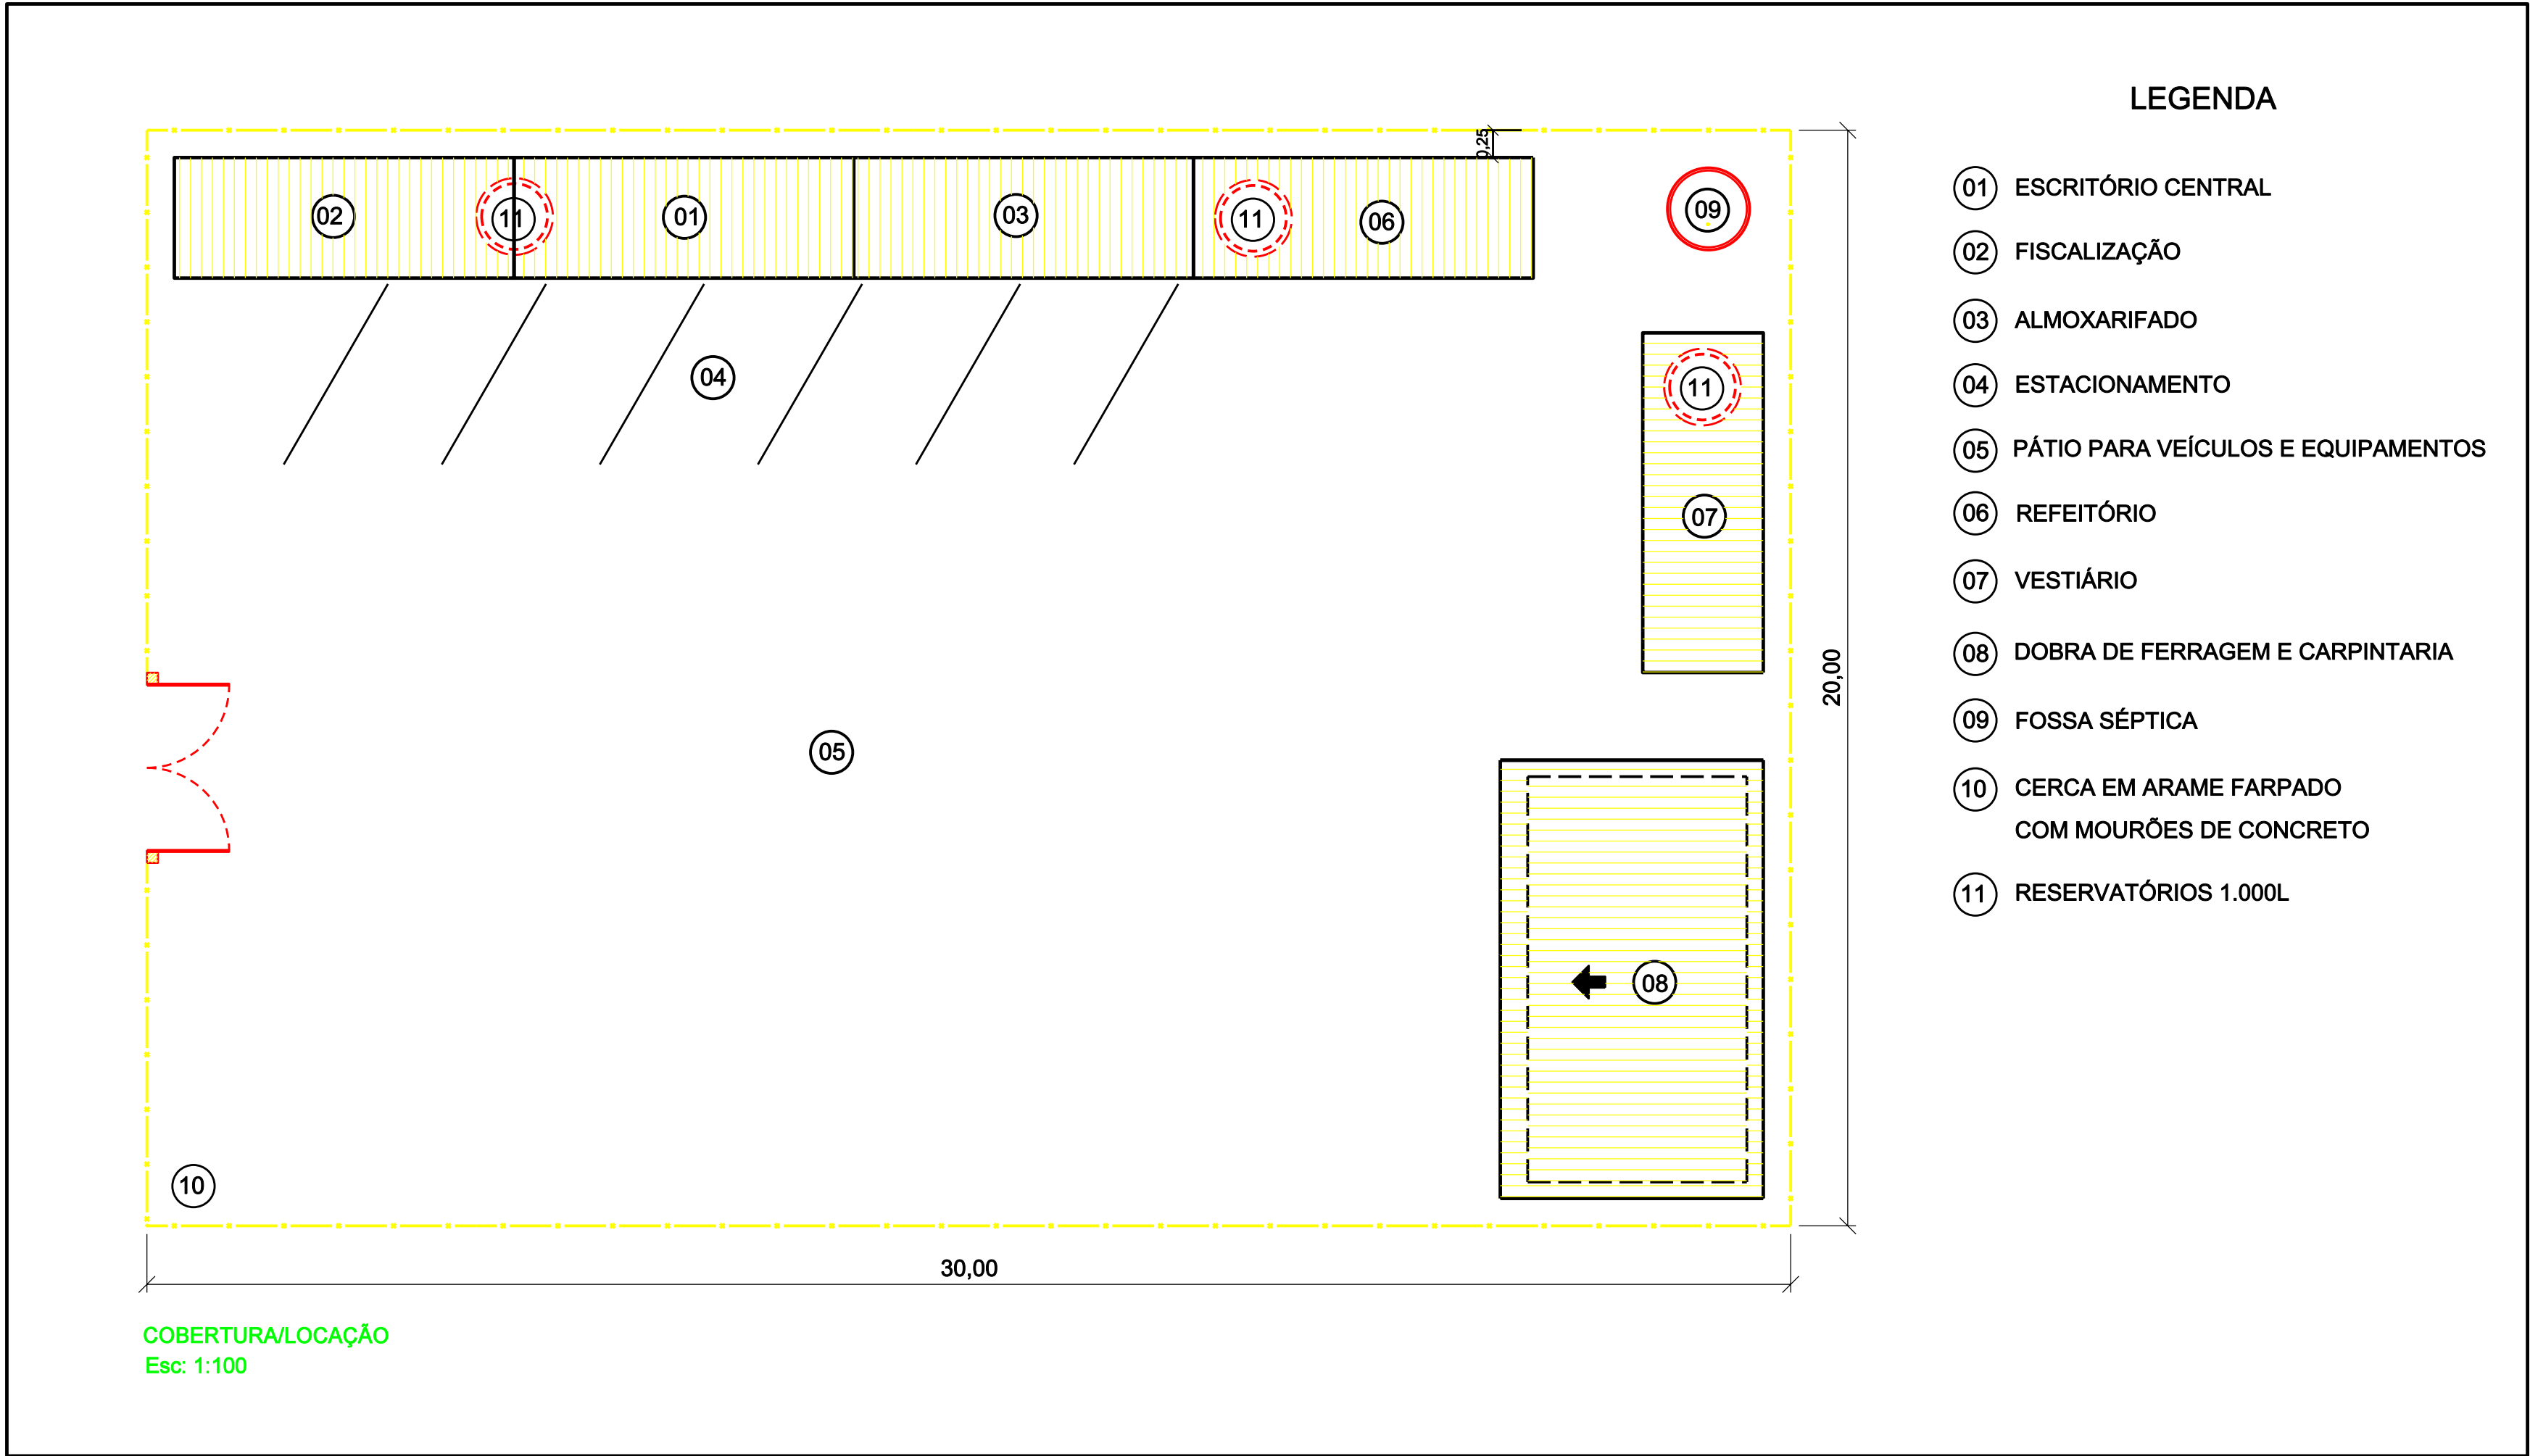 LEGENDA
0,25
02
11
01
03
11
06
09
04
11
07
05
08
10
20,00
30,00
01 ESCRITÓRIO CENTRAL
02 FISCALIZAÇÃO
03 ALMOXARIFADO
04 ESTACIONAMENTO
05 PÁTIO PARA VEÍCULOS E EQUIPAMENTOS
06 REFEITÓRIO
07 VESTIÁRIO
08 DOBRA DE FERRAGEM E CARPINTARIA
09 FOSSA SÉPTICA
10 CERCA EM ARAME FARPADO
COM MOURÕES DE CONCRETO
11 RESERVATÓRIOS 1.000L
COBERTURA/LOCAÇÃO
Esc: 1:100